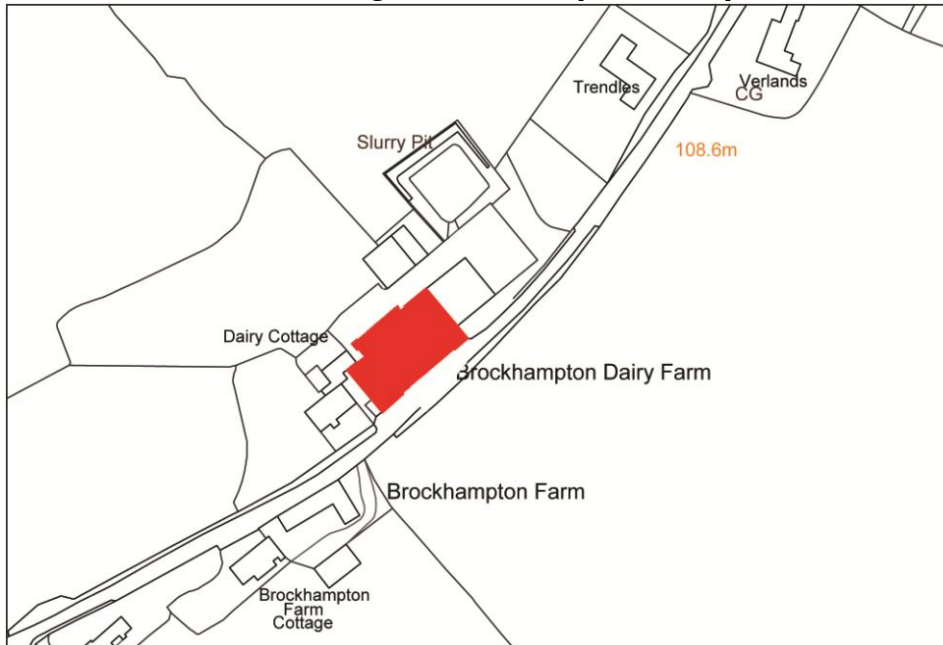 Trendles
Verlands
CG
Slurry Pit
108.6m
Dairy Cottage
Brockhampton Dairy Farm
Brockhampton Farm
Brockhampton
Farm
Cottage